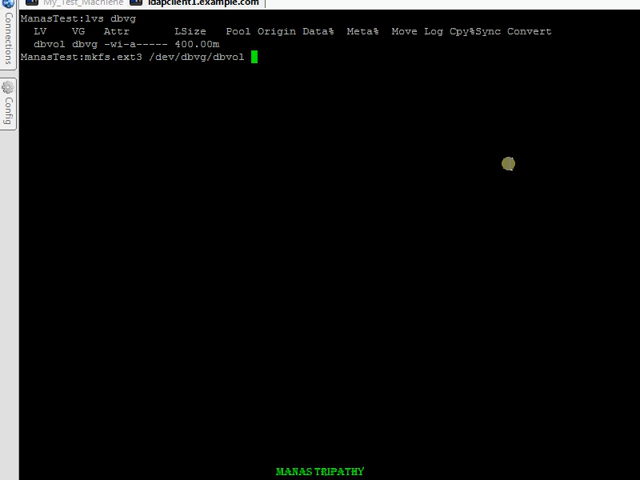 My_Test_Machiene ldapclient1.example.com
Connections
Config
ManasTest:lvs dbvg
LV VG Attr LSize Pool Origin Data% Meta% Move Log Cpy%Sync Convert
dbvol dbvg -wi-a----- 400.00m
ManasTest:mkfs.ext3 /dev/dbvg/dbvol
MANAS TRIPATHY